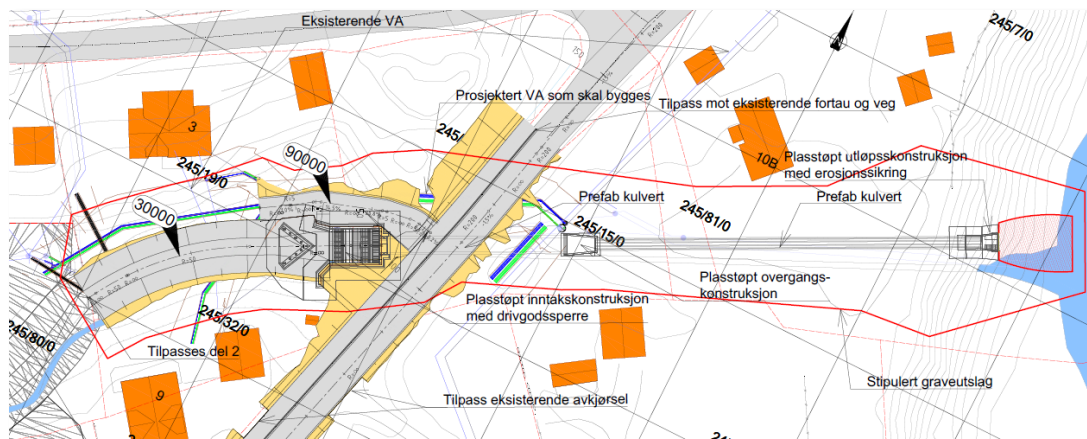 Eksisterende VA
245/7/0
150
Prosjektert VA som skal bygges
Tilpass mot eksisterende fortau og veg
3
245/
10B
Plasstøpt utløpsskonstruksjon
med erosjonssikring
245/19/0
90000
Prefab kulvert
Prefab kulvert
30000
245/15/0
245/81/0
R=50
Plasstøpt inntakskonstruksjon
med drivgodssperre
Plasstøpt overgangs-
konstruksjon
245/32/0
245/80/0
Tilpasses del 2
9
Tilpass eksisterende avkjørsel
Stipulert graveutslag